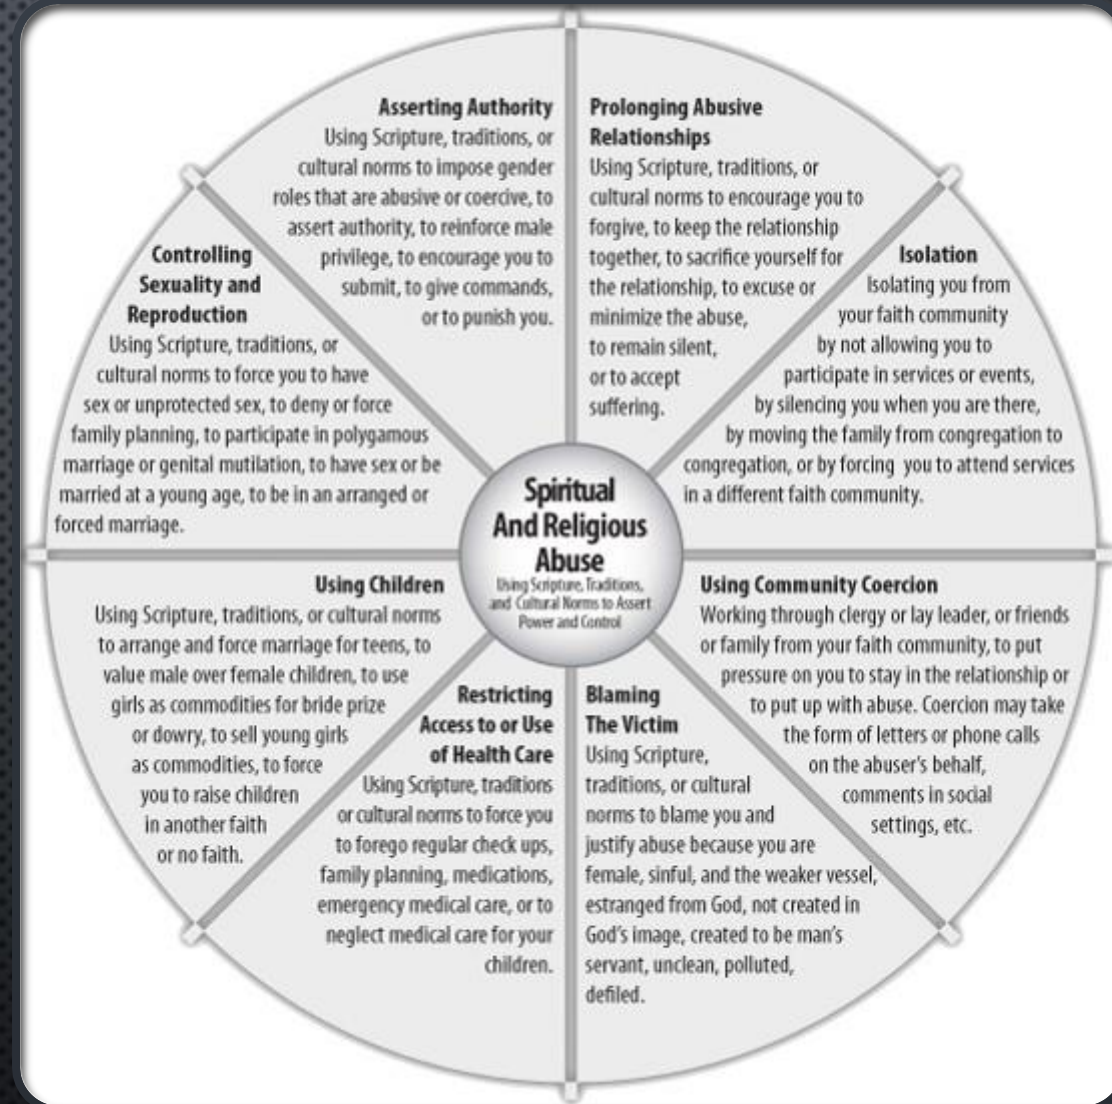 Asserting Authority
Using Scripture, traditions, or
cultural norms to impose gender
roles that are abusive or coercive, to
assert authority, to reinforce male
privilege, to encourage you to
submit, to give commands,
or to punish you.
Prolonging Abusive
Relationships
Using Scripture, traditions, or
cultural norms to encourage you to
forgive, to keep the relationship
together, to sacrifice yourself for
the relationship, to excuse or
minimize the abuse,
to remain silent,
or to accept
suffering.
Isolation
Isolating you from
your faith community
by not allowing you to
participate in services or events,
by silencing you when you are there,
by moving the family from congregation to
congregation, or by forcing you to attend services
in a different faith community.
Using Community Coercion
Working through clergy or lay leader, or friends
or family from your faith community, to put
pressure on you to stay in the relationship or
to put up with abuse. Coercion may take
the form of letters or phone calls
on the abuser's behalf,
comments in social
settings, etc.
Blaming
The Victim
Using Scripture,
traditions, or cultural
norms to blame you and
justify abuse because you are
female, sinful, and the weaker vessel,
estranged from God, not created in
God's image, created to be man's
servant, unclean, polluted,
defiled.
Restricting
Access to or Use
of Health Care
Using Scripture, traditions
or cultural norms to force you
to forego regular check ups,
family planning, medications,
emergency medical care, or to
neglect medical care for your
children.
Using Children
Using Scripture, traditions, or cultural norms
to arrange and force marriage for teens, to
value male over female children, to use
girls as commodities for bride prize
or dowry, to sell young girls
as commodities, to force
you to raise children
in another faith
or no faith.
Controlling
Sexuality and
Reproduction
Using Scripture, traditions, or
cultural norms to force you to have
sex or unprotected sex, to deny or force
family planning, to participate in polygamous
marriage or genital mutilation, to have sex or be
married at a young age, to be in an arranged or
forced marriage.
Spiritual
And Religious
Abuse
Using Scripture, Traditions,
and Cultural Norms to Assert
Power and Control